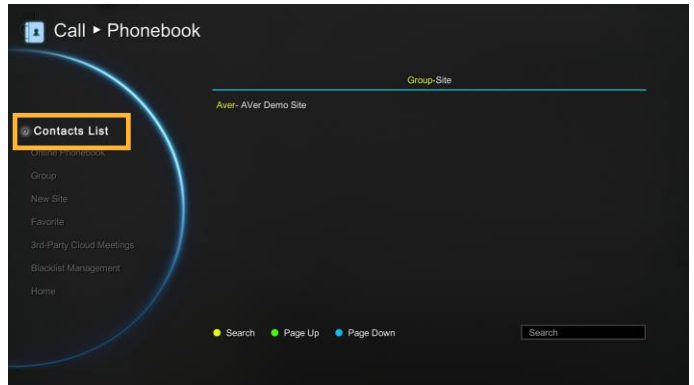 Call ▸ Phonebook
Group-Site
Aver- AVer Demo Site
Contacts List
Online Phonebook
Group
New Site
Favorite
3rd-Party Cloud Meetings
Blacklist Management
Home
Search Page Up Page Down Search